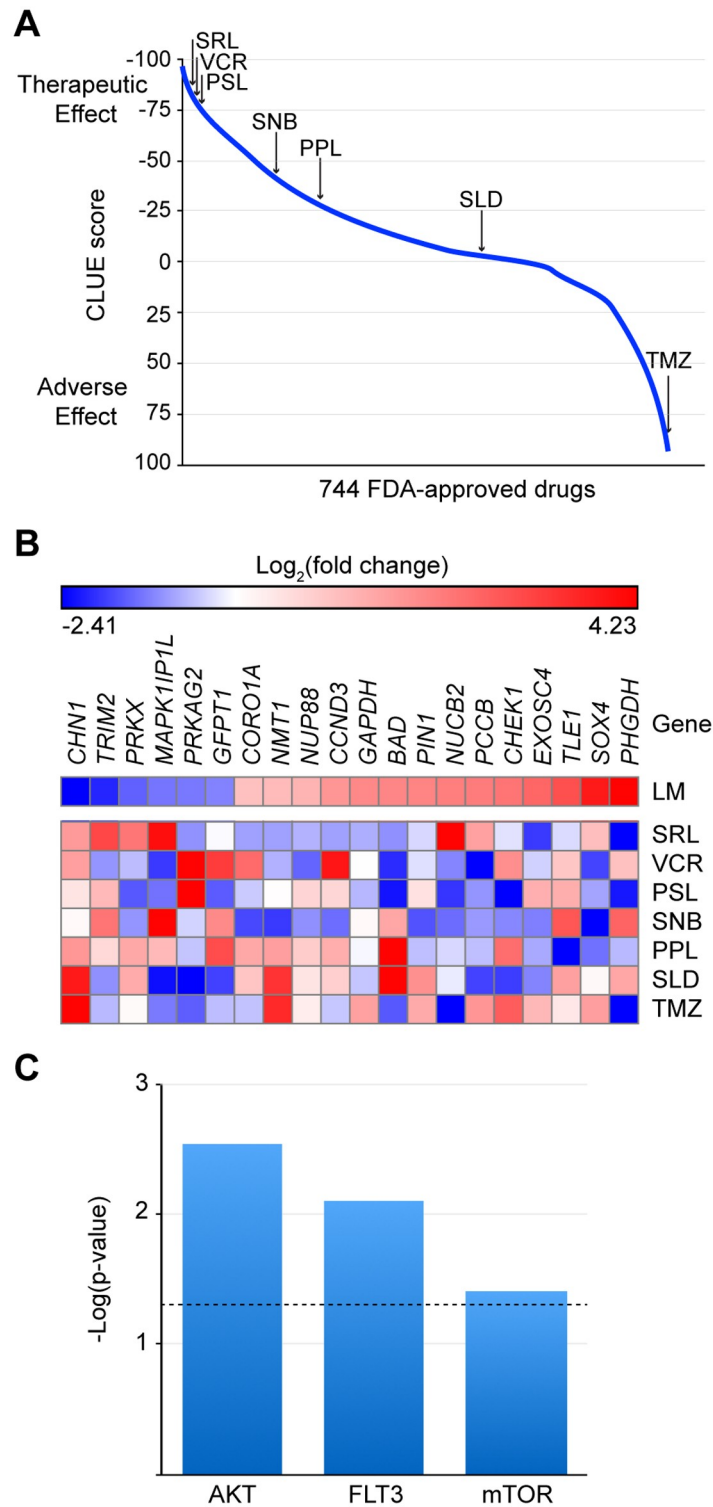 A
SRL
VCR
PSL
SNB
PPL
SLD
TMZ
Therapeutic
Effect
Adverse
Effect
CLUE score
-100
-75
-50
-25
0
25
50
75
100
744 FDA-approved drugs
B
Log2(fold change)
-2.41 4.23
CHN1
TRIM2
PRKX
MAPK1IP1L
PRKAG2
GFPT1
CORO1A
NMT1
NUP88
CCND3
GAPDH
BAD
PIN1
NUCB2
PCCB
CHEK1
EXOSC4
TLE1
SOX4
PHGDH
Gene
LM
SRL
VCR
PSL
SNB
PPL
SLD
TMZ
C
-Log(p-value)
3
2
1
AKT FLT3 mTOR